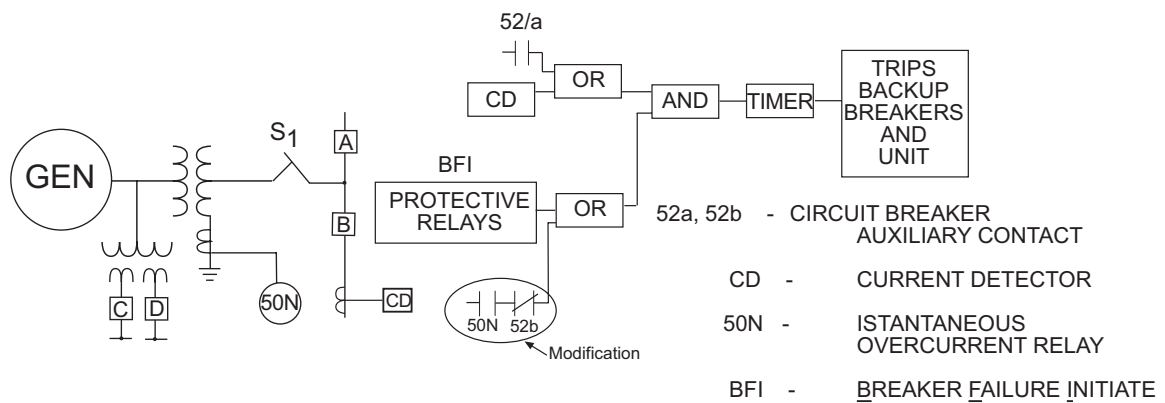 52/a
OR
CD
AND
TIMER
TRIPS
BACKUP
BREAKERS
AND
UNIT
GEN
S1
A
B
C
D
50N
CD
BFI
PROTECTIVE
RELAYS
OR
50N 52b
Modification
52a, 52b - CIRCUIT BREAKER
AUXILIARY CONTACT
CD - CURRENT DETECTOR
50N - ISTANTANEOUS
OVERCURRENT RELAY
BFI - BREAKER FAILURE INITIATE